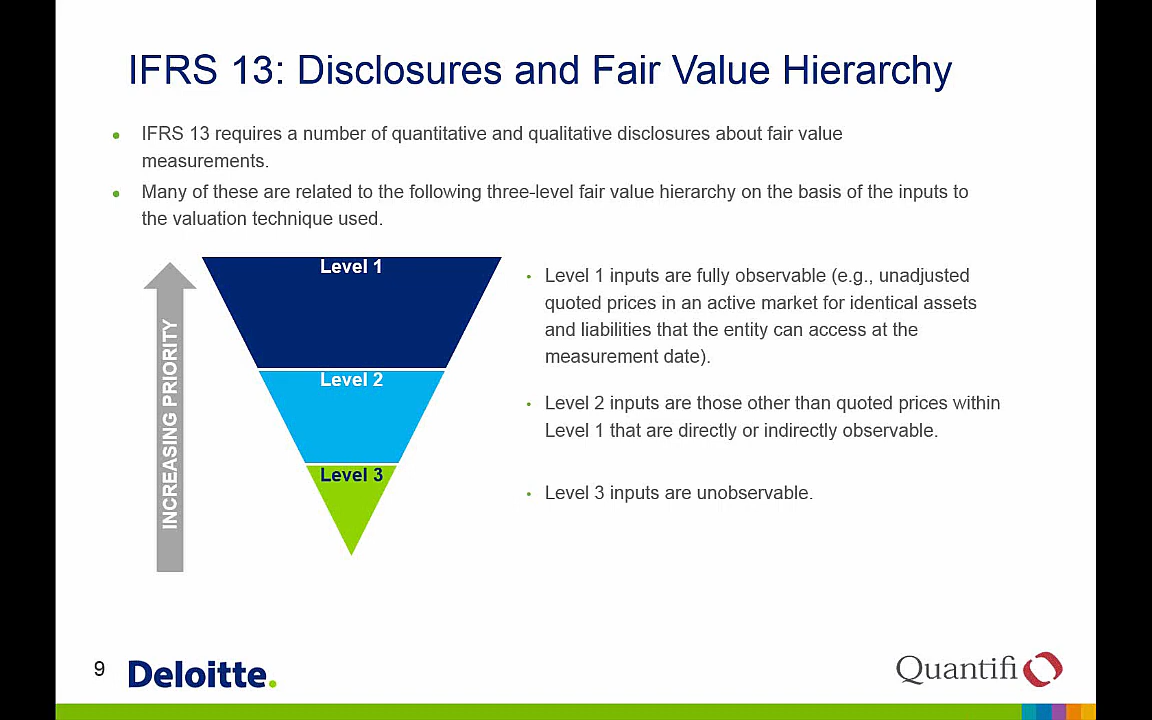 IFRS 13: Disclosures and Fair Value Hierarchy
IFRS 13 requires a number of quantitative and qualitative disclosures about fair value
measurements.
Many of these are related to the following three-level fair value hierarchy on the basis of the inputs to
the valuation technique used.
INCREASING PRIORITY
Level 1
Level 2
Level 3
Level 1 inputs are fully observable (e.g., unadjusted
quoted prices in an active market for identical assets
and liabilities that the entity can access at the
measurement date).
Level 2 inputs are those other than quoted prices within
Level 1 that are directly or indirectly observable.
Level 3 inputs are unobservable.
9
Deloitte.
Quantifi